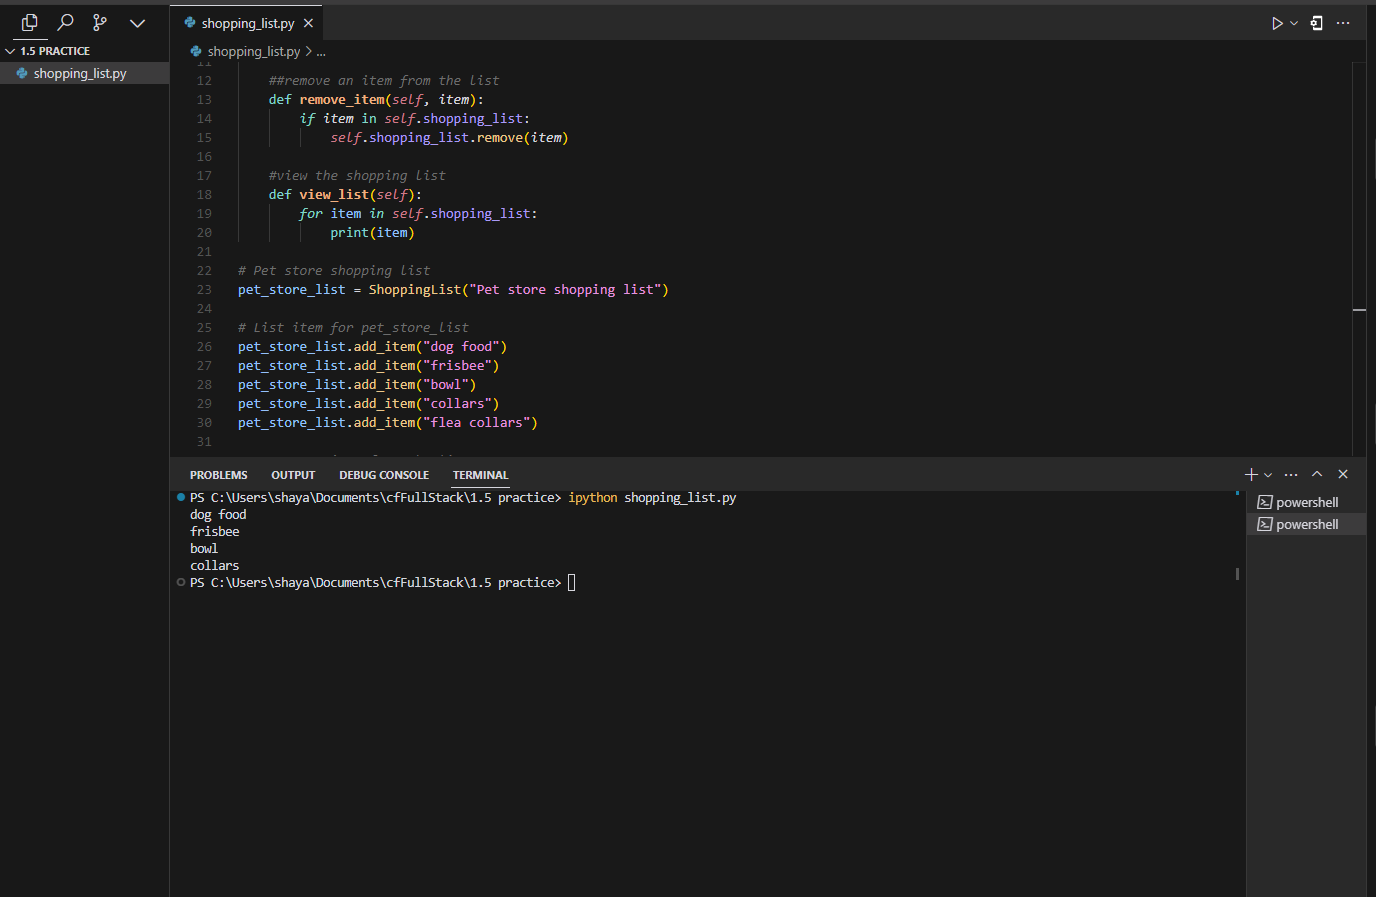 shopping_list.py
1.5 PRACTICE
shopping_list.py
shopping_list.py > ...
11
12 ##remove an item from the list
13 def remove_item(self, item):
14 if item in self.shopping_list:
15 self.shopping_list.remove(item)
16
17 #view the shopping list
18 def view_list(self):
19 for item in self.shopping_list:
20 print(item)
21
22 # Pet store shopping list
23 pet_store_list = ShoppingList("Pet store shopping list")
24
25 # List item for pet_store_list
26 pet_store_list.add_item("dog food")
27 pet_store_list.add_item("frisbee")
28 pet_store_list.add_item("bowl")
29 pet_store_list.add_item("collars")
30 pet_store_list.add_item("flea collars")
31
PROBLEMS OUTPUT DEBUG CONSOLE TERMINAL
PS C:\Users\shaya\Documents\cfFullStack\1.5 practice> ipython shopping_list.py
dog food
frisbee
bowl
collars
PS C:\Users\shaya\Documents\cfFullStack\1.5 practice>
powershell
powershell